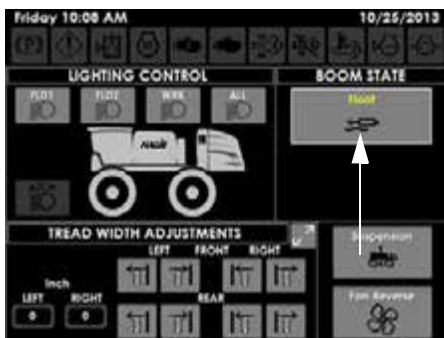 Friday 10:08 AM 10/25/2013
(P)
LIGHTING CONTROL
BOOM STATE
FLD1 FLD2 WRK ALL
Float
HAGIE
TREAD WIDTH ADJUSTMENTS
Suspension
LEFT FRONT RIGHT
Inch
LEFT RIGHT
REAR
Fan Reverse
0 0